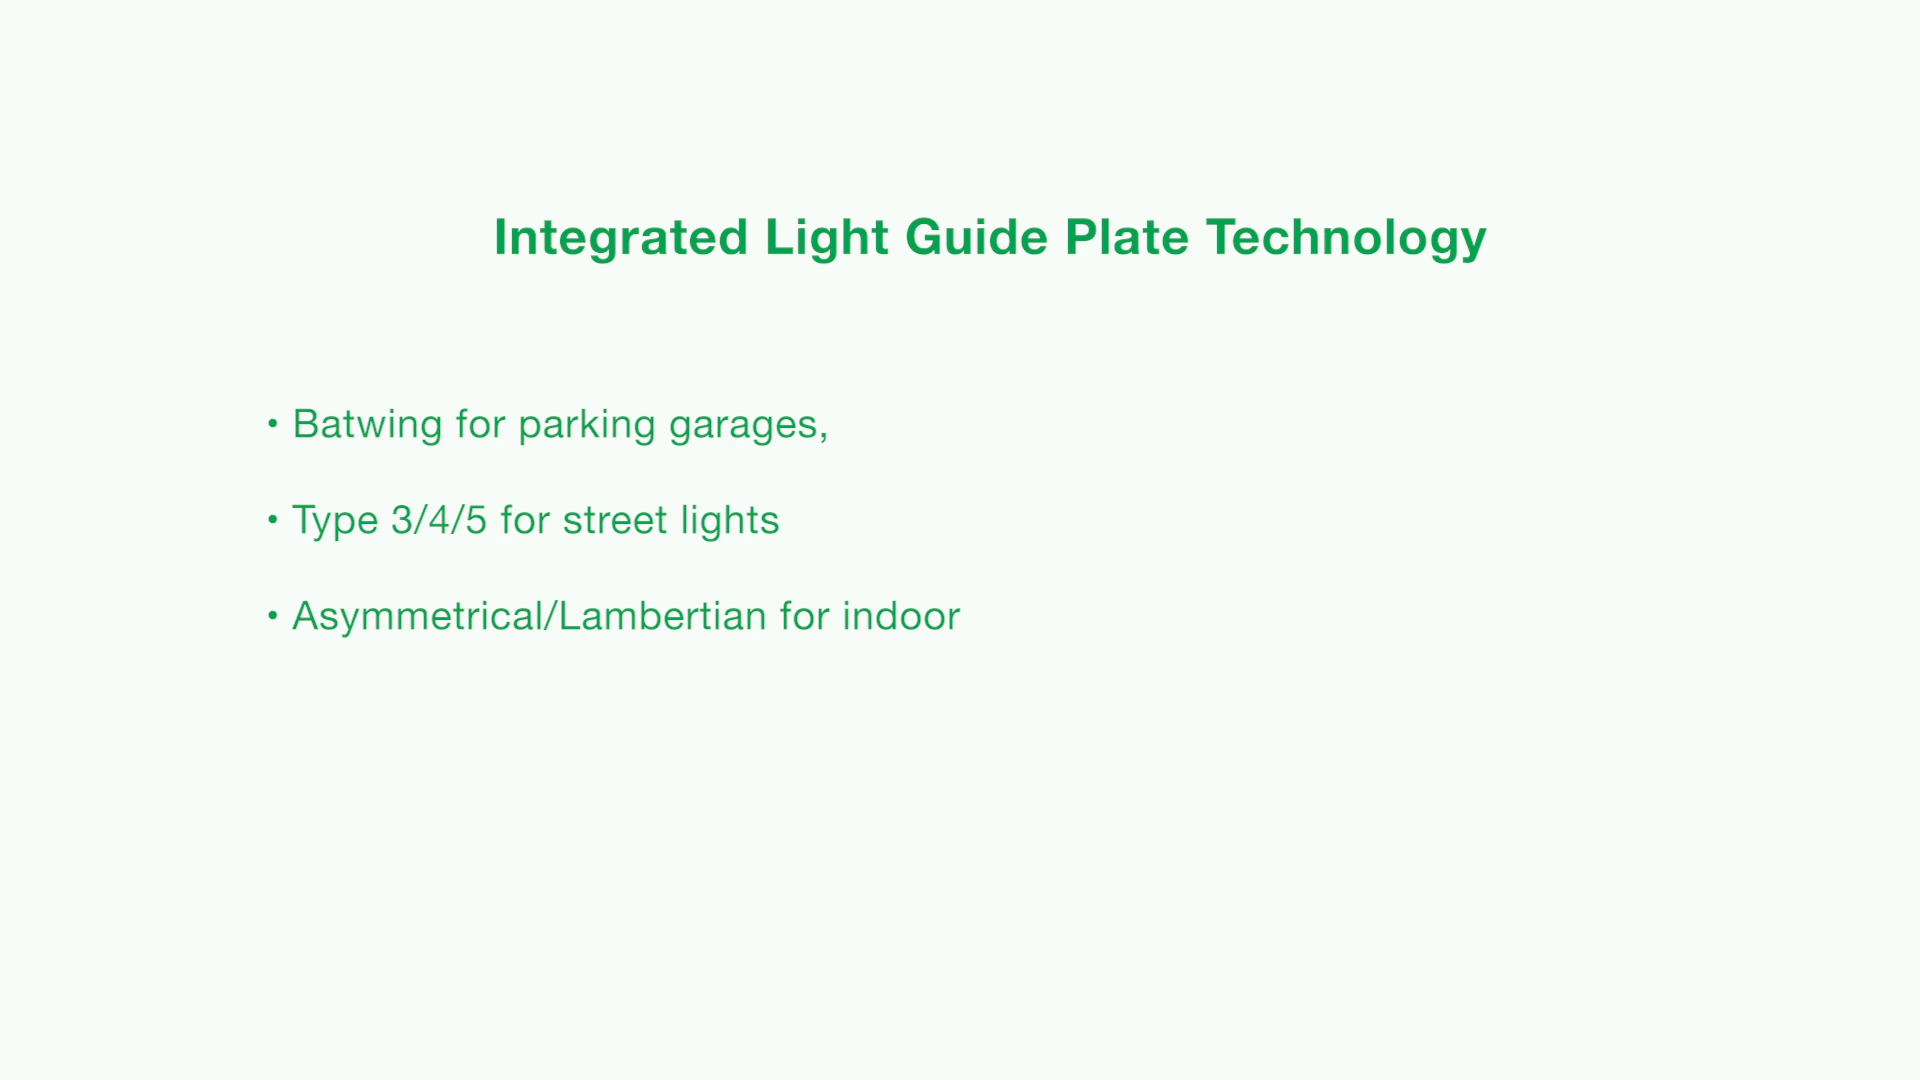 Integrated Light Guide Plate Technology
• Batwing for parking garages,
• Type 3/4/5 for street lights
• Asymmetrical/Lambertian for indoor